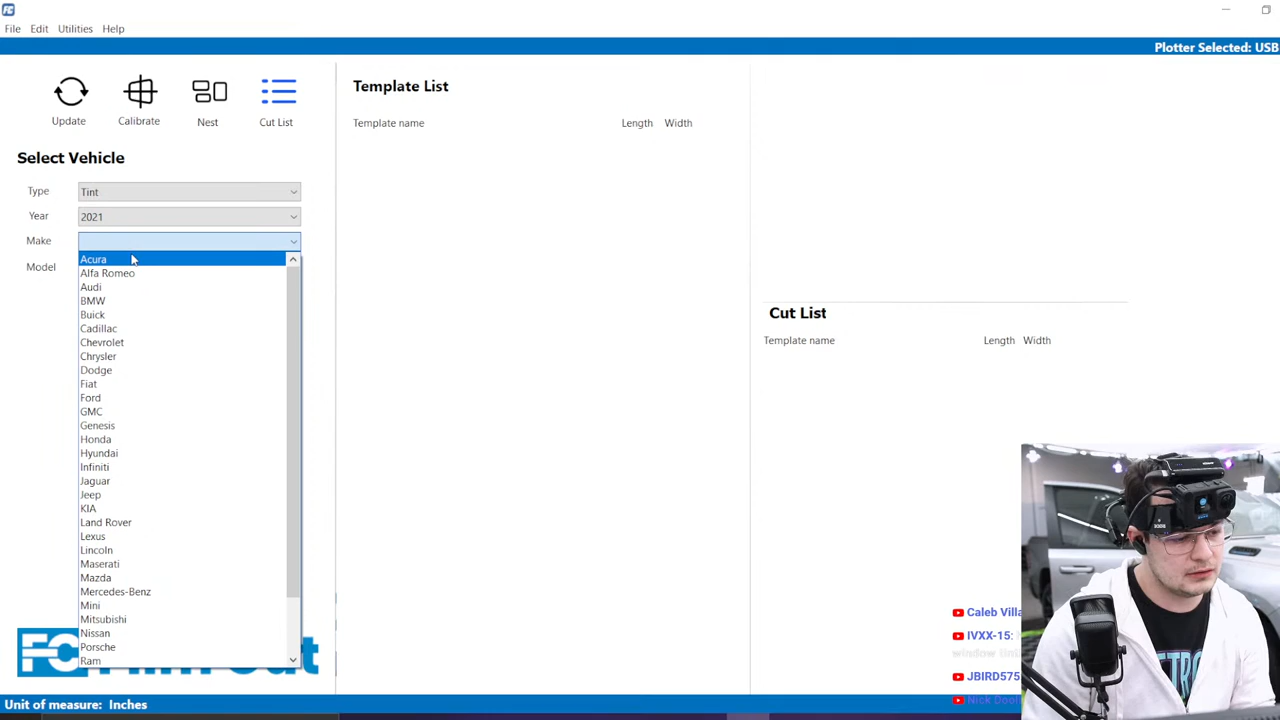 File Edit Utilities Help
Plotter Selected: USB
Update Calibrate Nest Cut List
Select Vehicle
Type Tint
Year 2021
Make
Model
Acura
Alfa Romeo
Audi
BMW
Buick
Cadillac
Chevrolet
Chrysler
Dodge
Fiat
Ford
GMC
Genesis
Honda
Hyundai
Infiniti
Jaguar
Jeep
KIA
Land Rover
Lexus
Lincoln
Maserati
Mazda
Mercedes-Benz
Mini
Mitsubishi
Nissan
Porsche
Ram
FC
Template List
Template name Length Width
Cut List
Template name Length Width
Caleb Villa
IVXX-15:
window tint
JBIRD575
Unit of measure: Inches